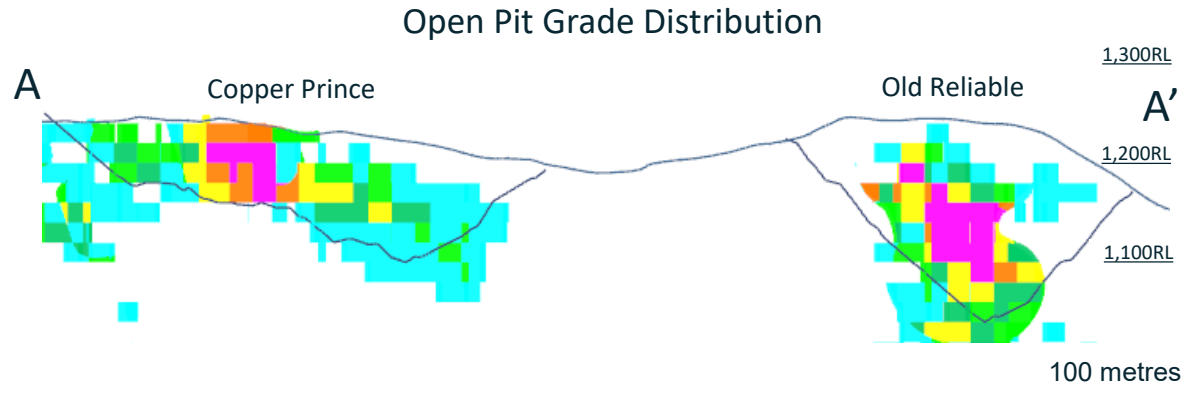 Open Pit Grade Distribution
1,300RL
A
Copper Prince
Old Reliable
A’
1,200RL
1,100RL
100 metres